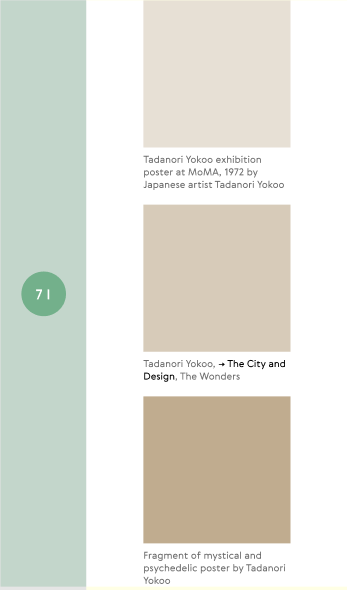 Tadanori Yokoo exhibition
poster at MoMA, 1972 by
Japanese artist Tadanori Yokoo
71
Tadanori Yokoo, → The City and
Design, The Wonders
Fragment of mystical and
psychedelic poster by Tadanori
Yokoo